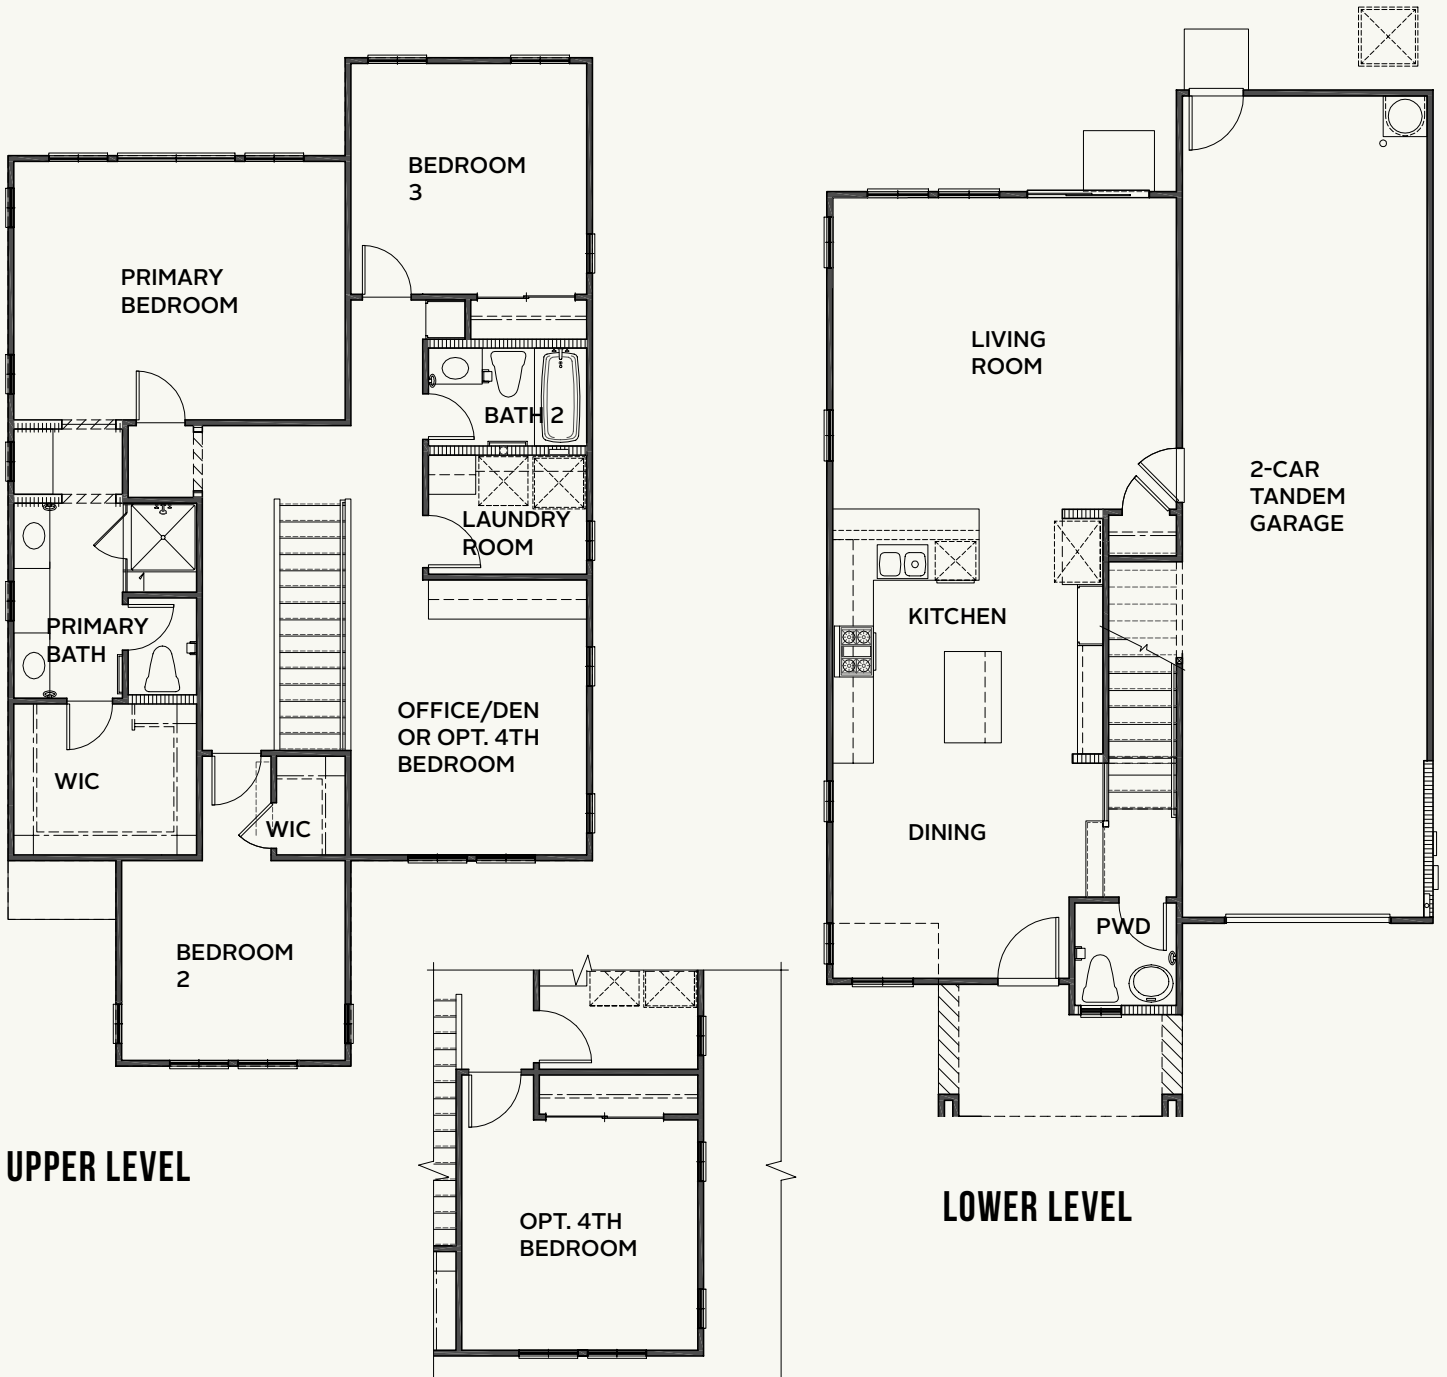 BEDROOM
3
PRIMARY
BEDROOM
BATH 2
LAUNDRY
ROOM
PRIMARY
BATH
OFFICE/DEN
OR OPT. 4TH
BEDROOM
WIC
WIC
BEDROOM
2
UPPER LEVEL
OPT. 4TH
BEDROOM
LIVING
ROOM
2-CAR
TANDEM
GARAGE
KITCHEN
DINING
PWD
LOWER LEVEL